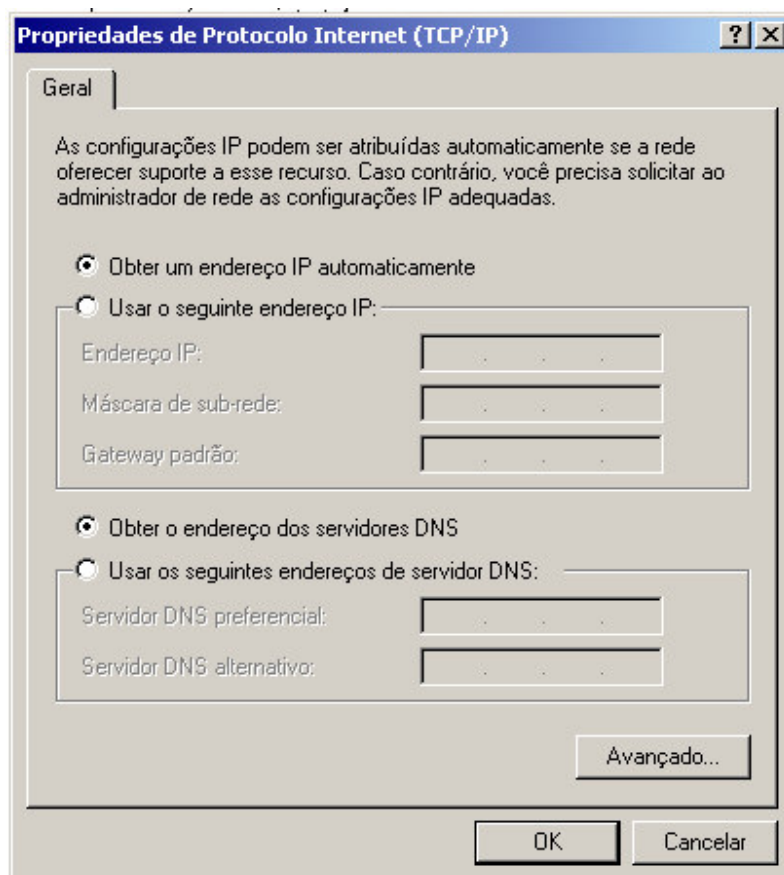 Propriedades de Protocolo Internet (TCP/IP)
Geral
As configurações IP podem ser atribuídas automaticamente se a rede
oferecer suporte a esse recurso. Caso contrário, você precisa solicitar ao
administrador de rede as configurações IP adequadas.
Obter um endereço IP automaticamente
Usar o seguinte endereço IP:
Endereço IP:
Máscara de sub-rede:
Gateway padrão:
Obter o endereço dos servidores DNS
Usar os seguintes endereços de servidor DNS:
Servidor DNS preferencial:
Servidor DNS alternativo:
Avançado...
OK
Cancelar